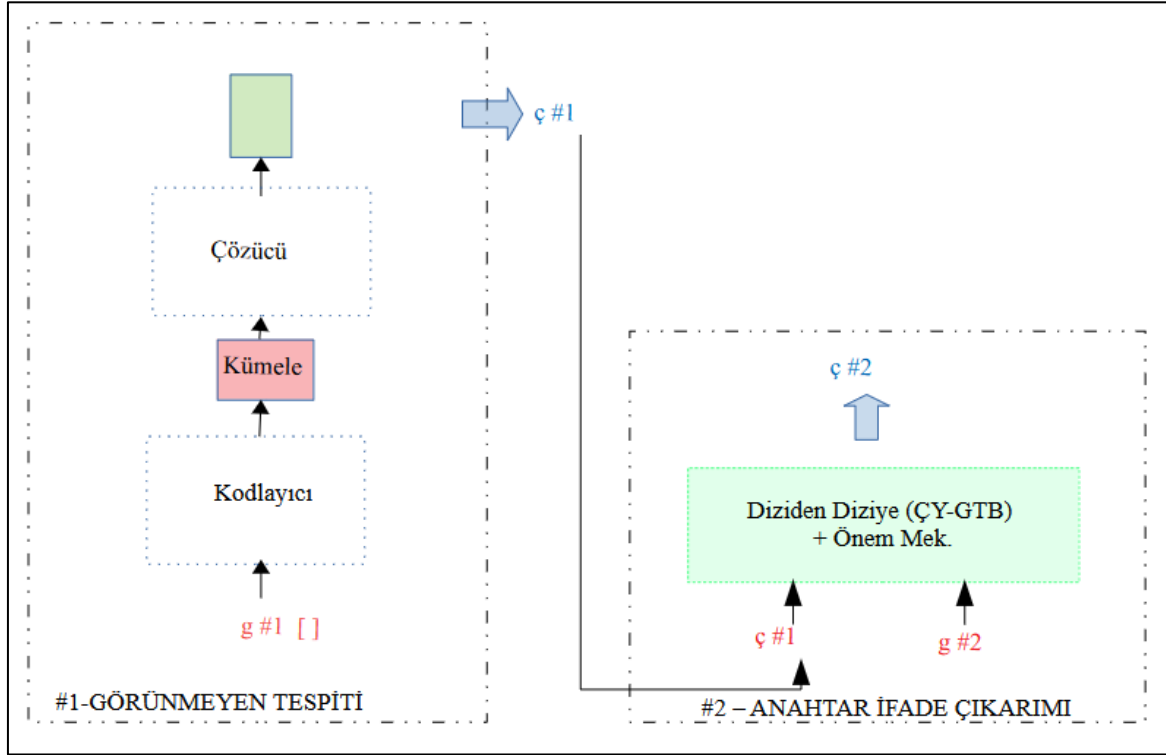 ç #1
Çözücü
Kümele
Kodlayıcı
g #1 [ ]
#1-GÖRÜNMEYEN TESPİTİ
ç #2
Diziden Diziye (ÇY-GTB)
+ Önem Mek.
ç #1
g #2
#2 – ANAHTAR İFADE ÇIKARIMI